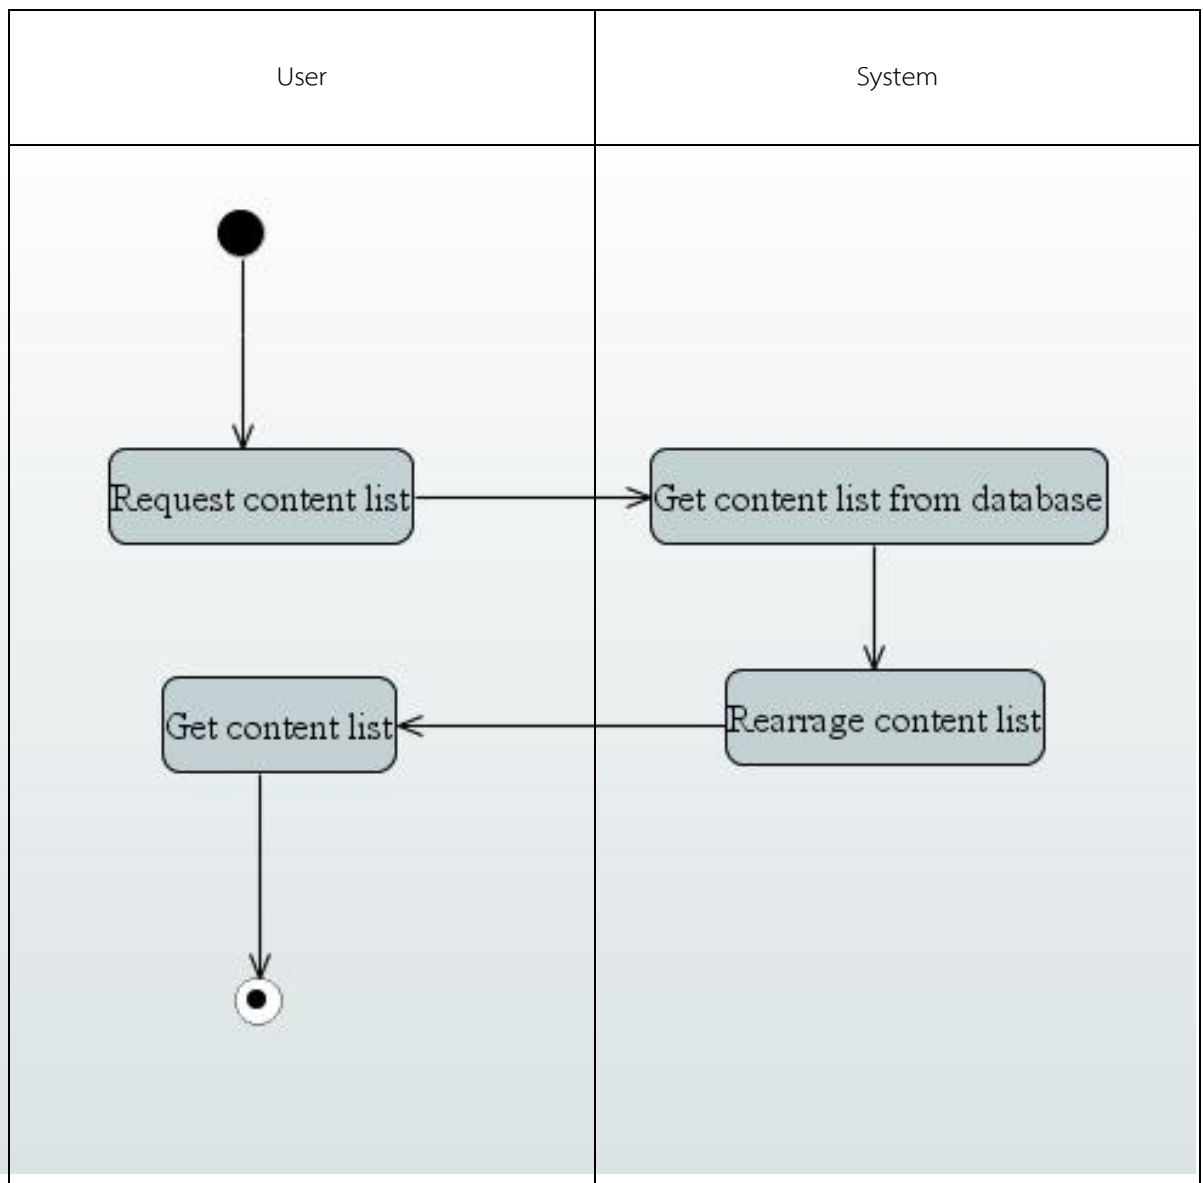 User
System
Request content list
Get content list from database
Get content list
Rearrage content list